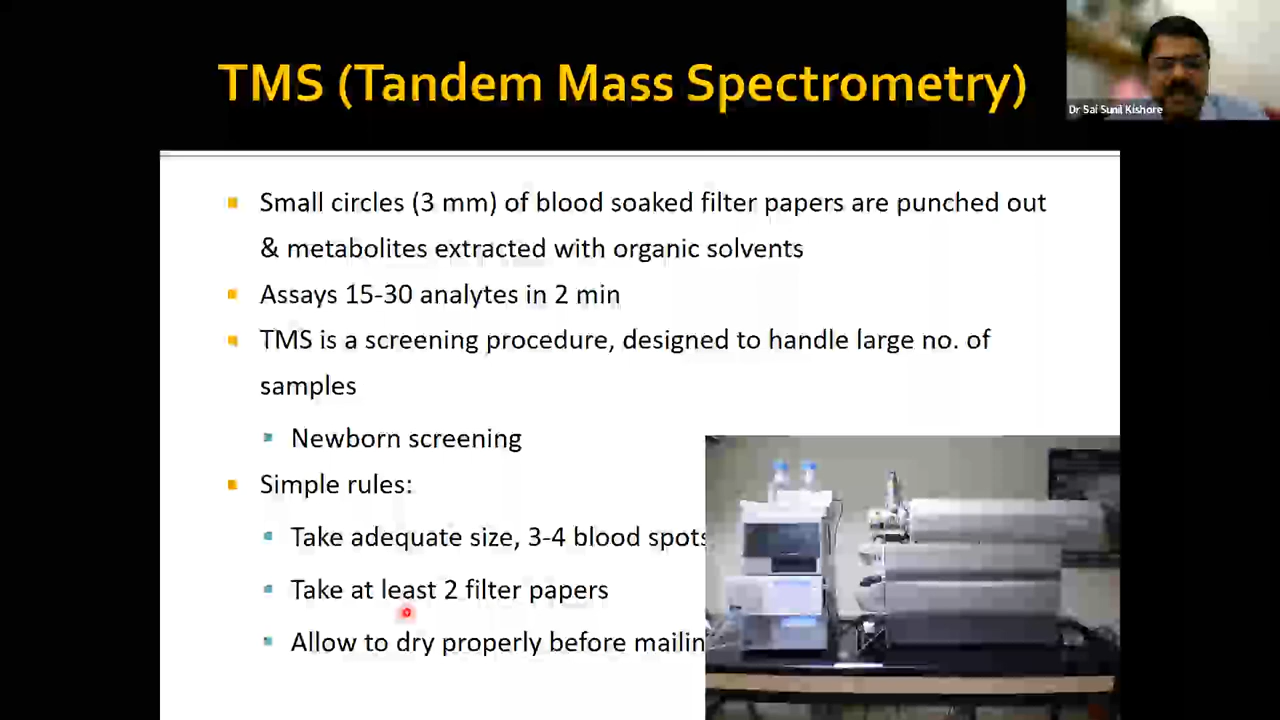 TMS (Tandem Mass Spectrometry)
Dr Sai Sunil Kishore
Small circles (3 mm) of blood soaked filter papers are punched out
& metabolites extracted with organic solvents
Assays 15-30 analytes in 2 min
TMS is a screening procedure, designed to handle large no. of
samples
Newborn screening
Simple rules:
Take adequate size, 3-4 blood spots
Take at least 2 filter papers
Allow to dry properly before mailin